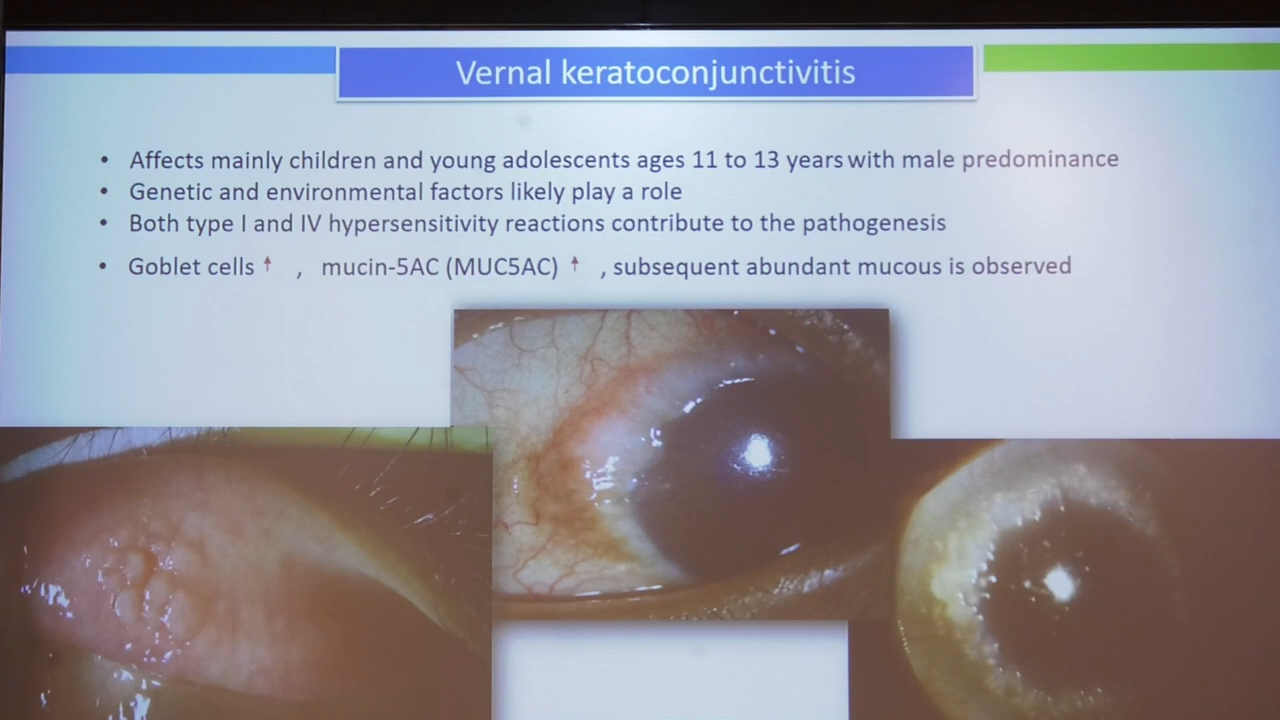 Vernal keratoconjunctivitis
• Affects mainly children and young adolescents ages 11 to 13 years with male predominance
• Genetic and environmental factors likely play a role
• Both type I and IV hypersensitivity reactions contribute to the pathogenesis
• Goblet cells ↑ , mucin-5AC (MUC5AC) ↑ , subsequent abundant mucous is observed